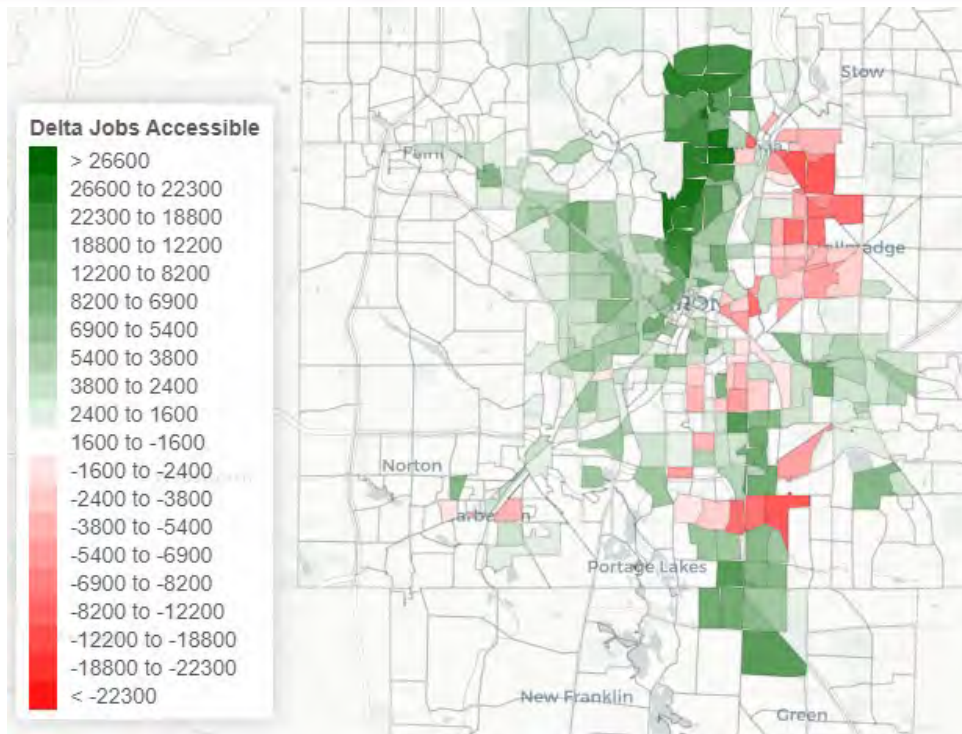 Stow
Delta Jobs Accessible
> 26600
26600 to 22300
22300 to 18800
18800 to 12200
12200 to 8200
8200 to 6900
6900 to 5400
5400 to 3800
3800 to 2400
2400 to 1600
1600 to -1600
-1600 to -2400
-2400 to -3800
-3800 to -5400
-5400 to -6900
-6900 to -8200
-8200 to -12200
-12200 to -18800
-18800 to -22300
< -22300
Norton
Portage Lakes
New Franklin
Green